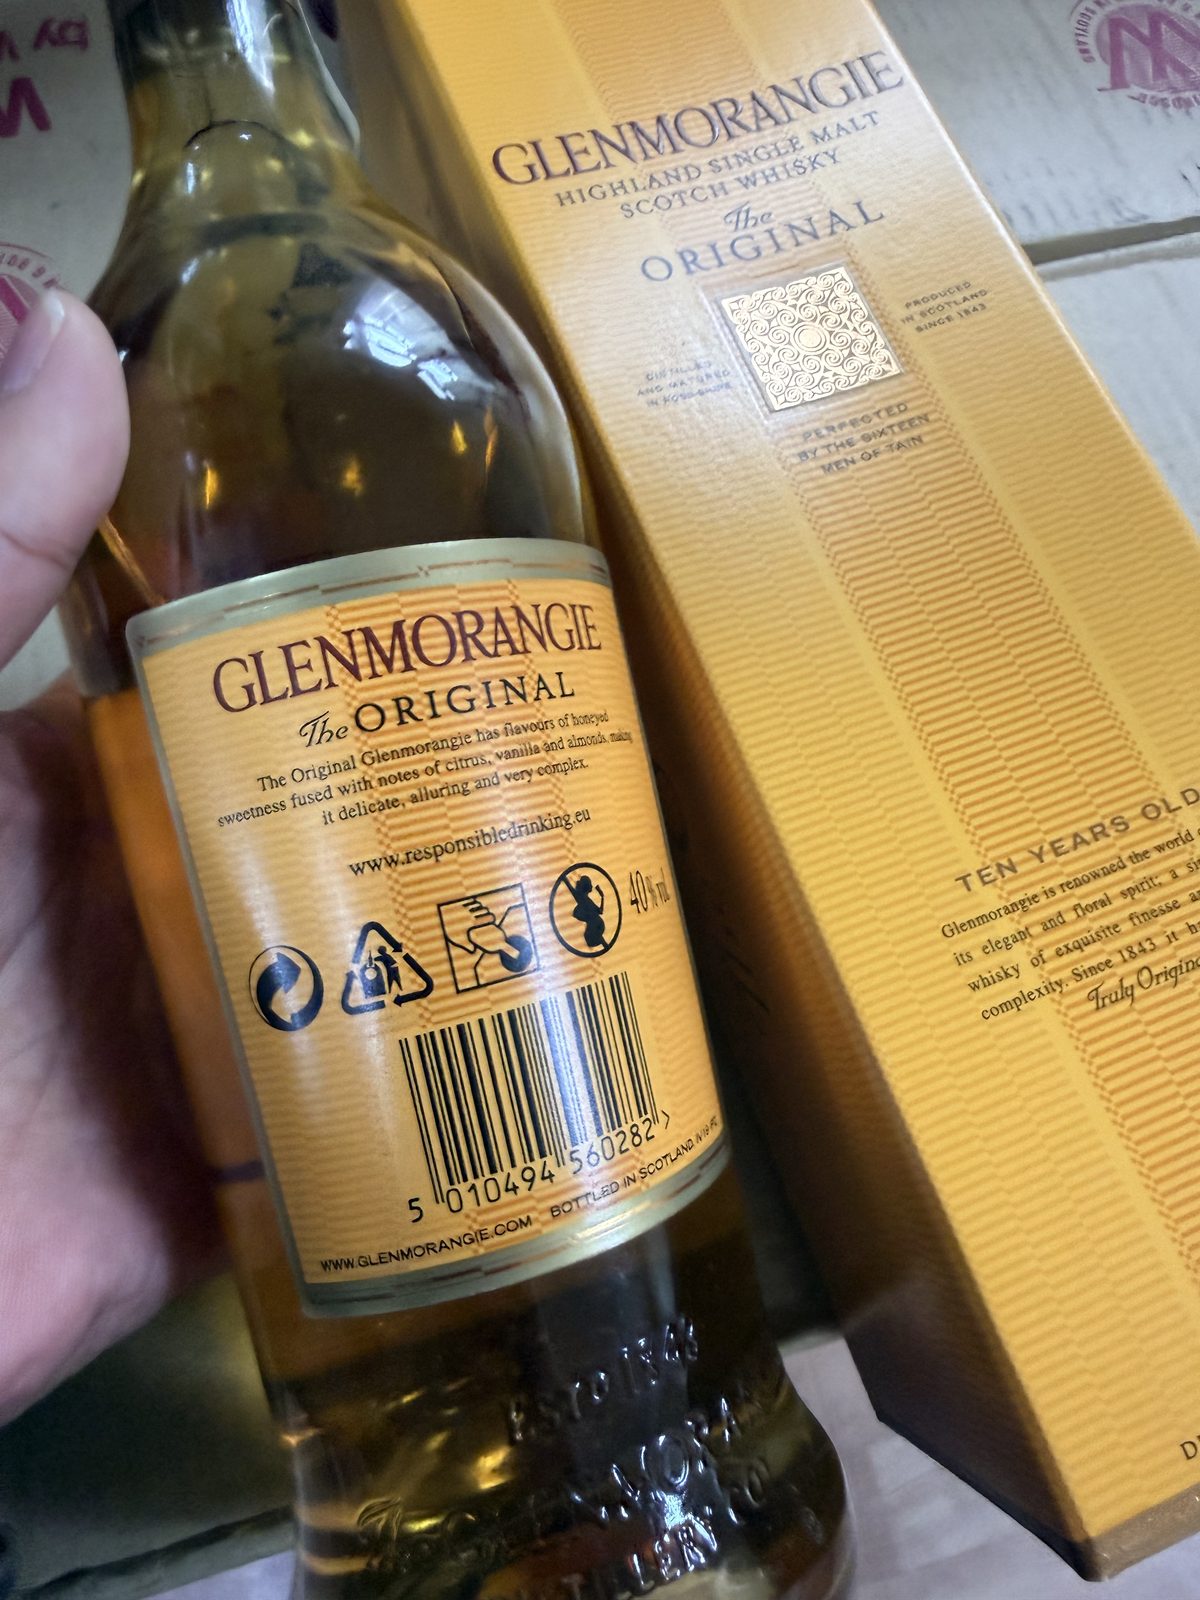 GLENMORANGIE
HIGHLAND SINGLE MALT
SCOTCH WHISKY
The
ORIGINAL
PRODUCED
IN SCOTLAND
SINCE 1843
DISTILLED
AND MATURED
IN ROSS-SHIRE
PERFECTED
BY THE SIXTEEN
MEN OF TAIN
TEN YEARS OLD
Glenmorangie is renowned the world
its elegant and floral spirit; a
whisky of exquisite finesse
complexity. Since 1843 it
Truly
GLENMORANGIE
The ORIGINAL
The Original Glenmorangie has flavours of honeyed
sweetness fused with notes of citrus, vanilla and almonds, making
it delicate, alluring and very complex.
www.responsibledrinking.eu
40%
5 010494 560282 >
WWW.GLENMORANGIE.COM BOTTLED IN SCOTLAND
ESTD 1843
by